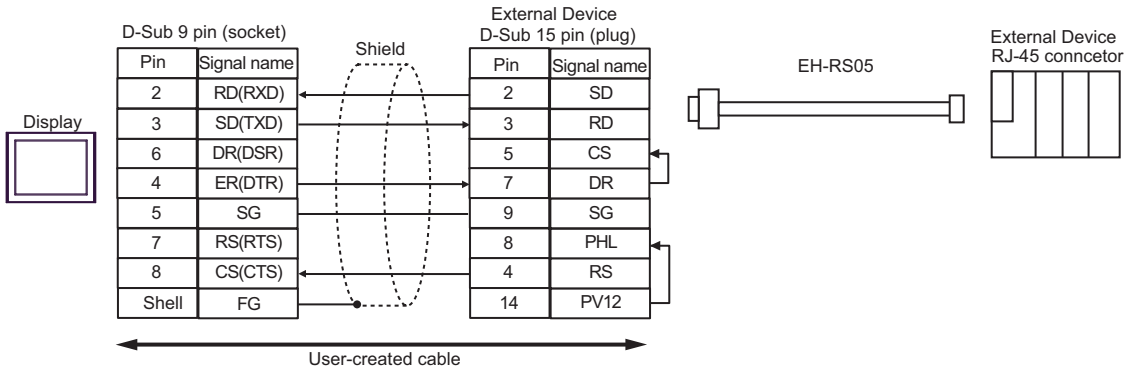 External Device
D-Sub 9 pin (socket)
D-Sub 15 pin (plug)
Shield
External Device
RJ-45 conncetor
EH-RS05
Display
Pin Signal name Pin Signal name
2 RD(RXD) 2 SD
3 SD(TXD) 3 RD
6 DR(DSR) 5 CS
4 ER(DTR) 7 DR
5 SG 9 SG
7 RS(RTS) 8 PHL
8 CS(CTS) 4 RS
Shell FG 14 PV12
User-created cable